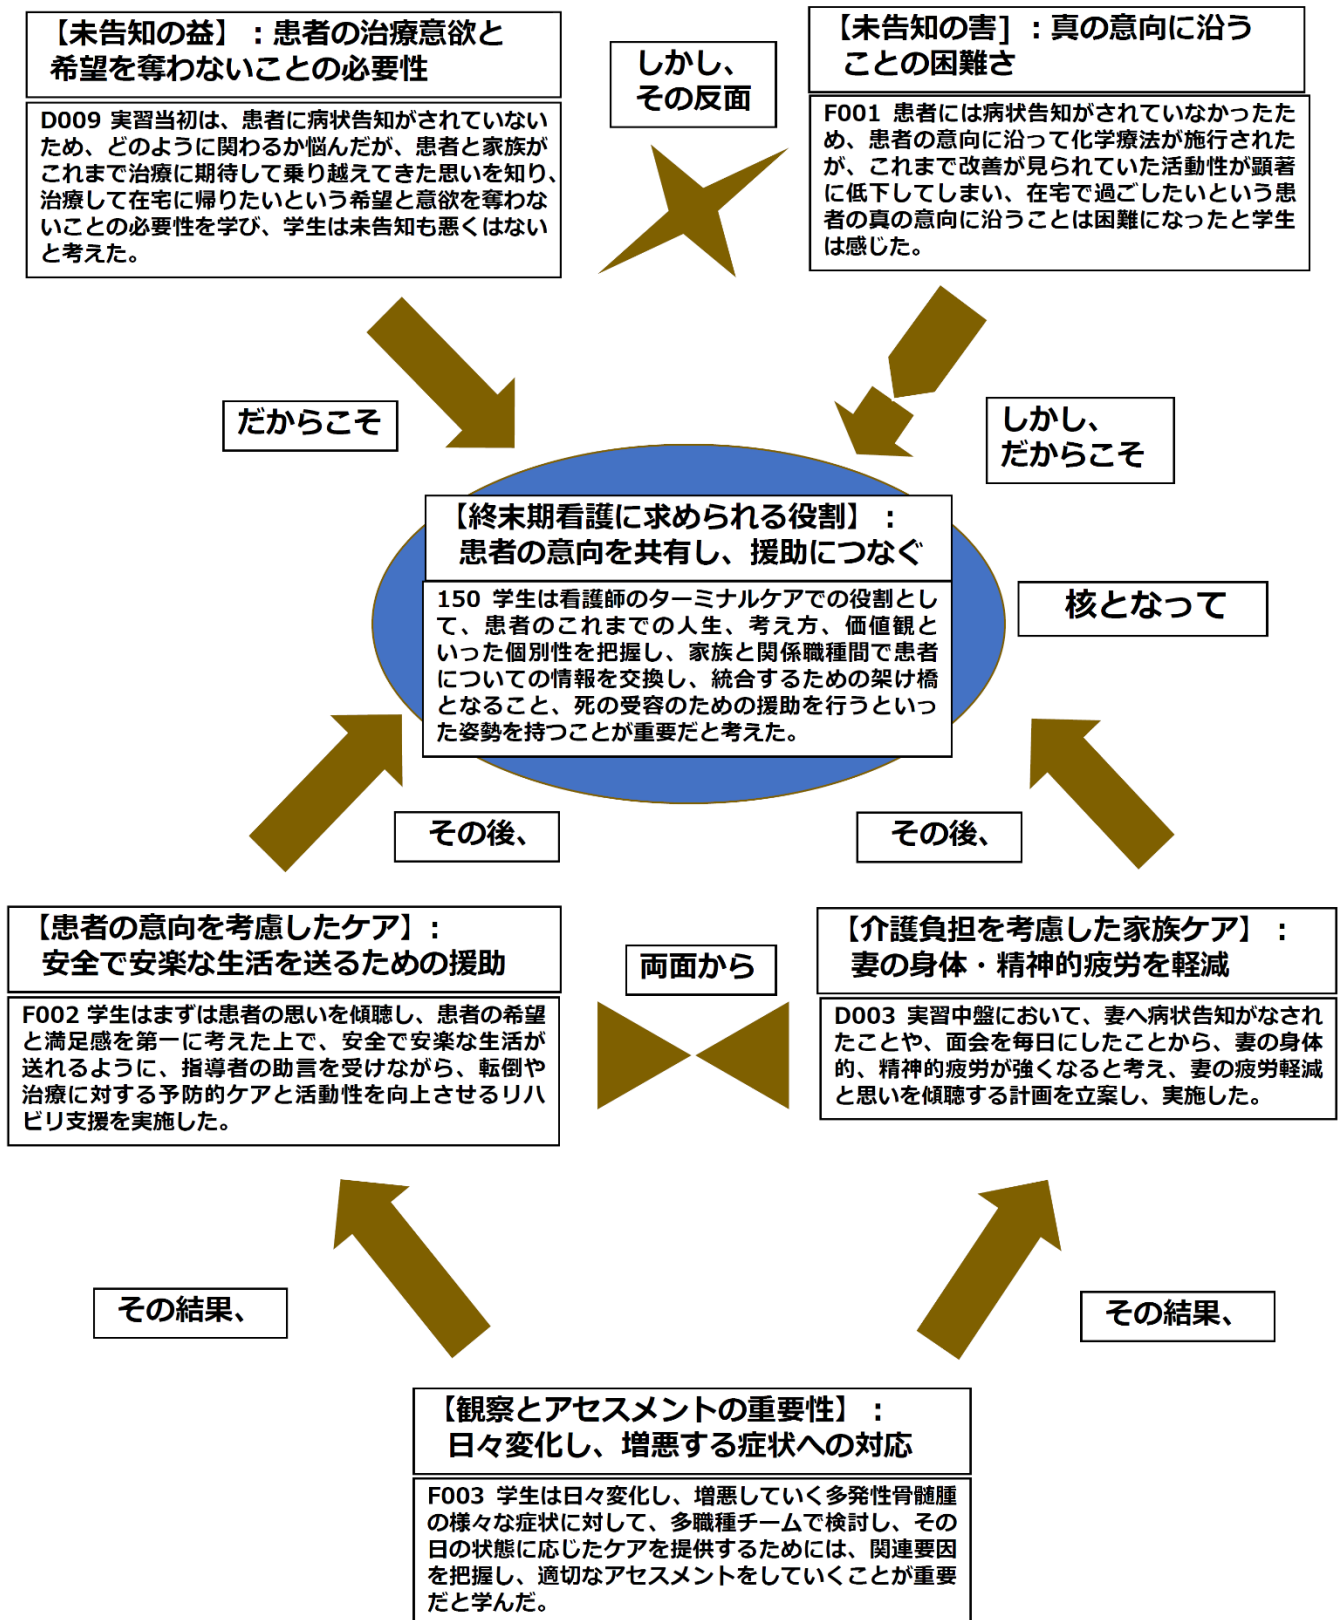 【未告知の益】：患者の治療意欲と
希望を奪わないことの必要性
D009 実習当初は、患者に病状告知がされていない
ため、どのように関わるか悩んだが、患者と家族が
これまで治療に期待して乗り越えてきた思いを知り、
治療して在宅に帰りたいという希望と意欲を奪わな
いことの必要性を学び、学生は未告知も悪くはない
と考えた。
しかし、
その反面
【未告知の害]：真の意向に沿う
ことの困難さ
F001 患者には病状告知がされていなかったた
め、患者の意向に沿って化学療法が施行された
が、これまで改善が見られていた活動性が顕著
に低下してしまい、在宅で過ごしたいという患
者の真の意向に沿うことは困難になったと学生
は感じた。
だからこそ
しかし、
だからこそ
【終末期看護に求められる役割】：
患者の意向を共有し、援助につなぐ
150 学生は看護師のターミナルケアでの役割とし
て、患者のこれまでの人生、考え方、価値観と
いった個別性を把握し、家族と関係職種間で患者
についての情報を交換し、統合するための架け橋
となること、死の受容のための援助を行うといっ
た姿勢を持つことが重要だと考えた。
核となって
その後、
その後、
【患者の意向を考慮したケア】：
安全で安楽な生活を送るための援助
F002 学生はまずは患者の思いを傾聴し、患者の希望
と満足感を第一に考えた上で、安全で安楽な生活が
送れるように、指導者の助言を受けながら、転倒や
治療に対する予防的ケアと活動性を向上させるリハ
ビリ支援を実施した。
両面から
【介護負担を考慮した家族ケア】：
妻の身体・精神的疲労を軽減
D003 実習中盤において、妻へ病状告知がなされ
たことや、面会を毎日にしたことから、妻の身体
的、精神的疲労が強くなると考え、妻の疲労軽減
と思いを傾聴する計画を立案し、実施した。
その結果、
その結果、
【観察とアセスメントの重要性】：
日々変化し、増悪する症状への対応
F003 学生は日々変化し、増悪していく多発性骨髄腫
の様々な症状に対して、多職種チームで検討し、その
日の状態に応じたケアを提供するためには、関連要因
を把握し、適切なアセスメントをしていくことが重要
だと学んだ。